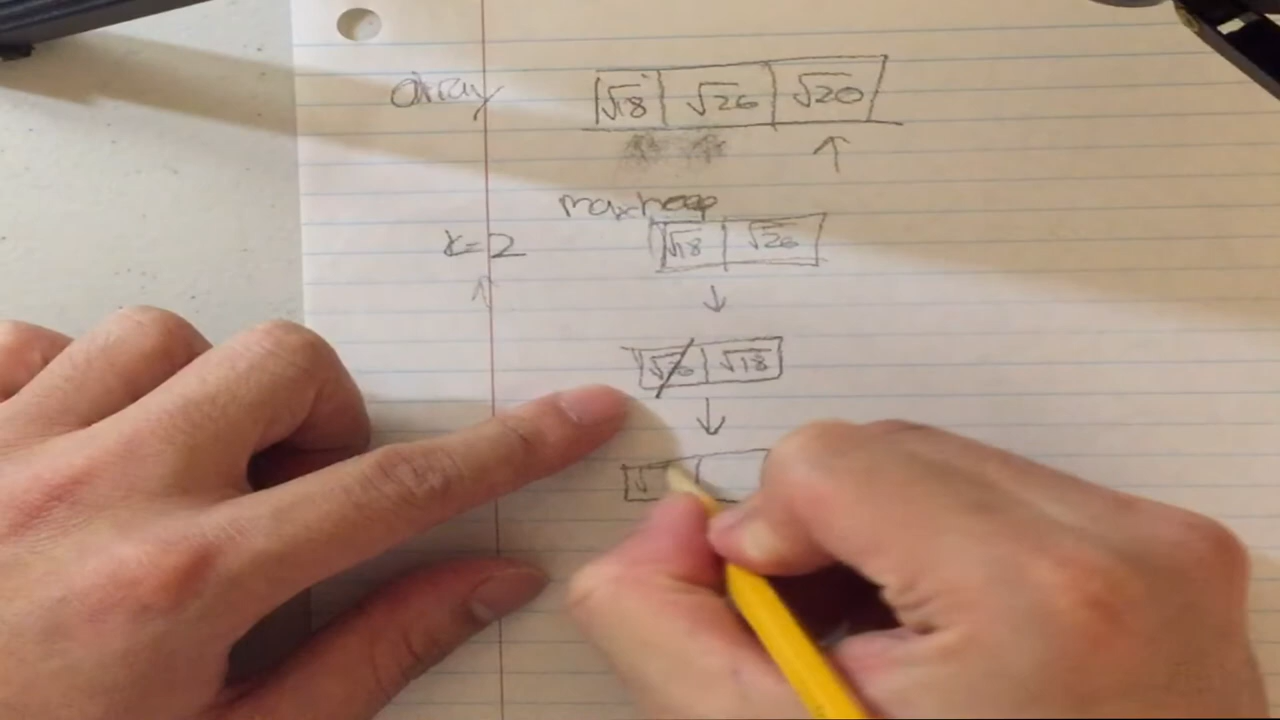 array √18 √26 √20
↑
maxheap
k=2 √18 √26
↑ ↓
√26 √18
↓
√